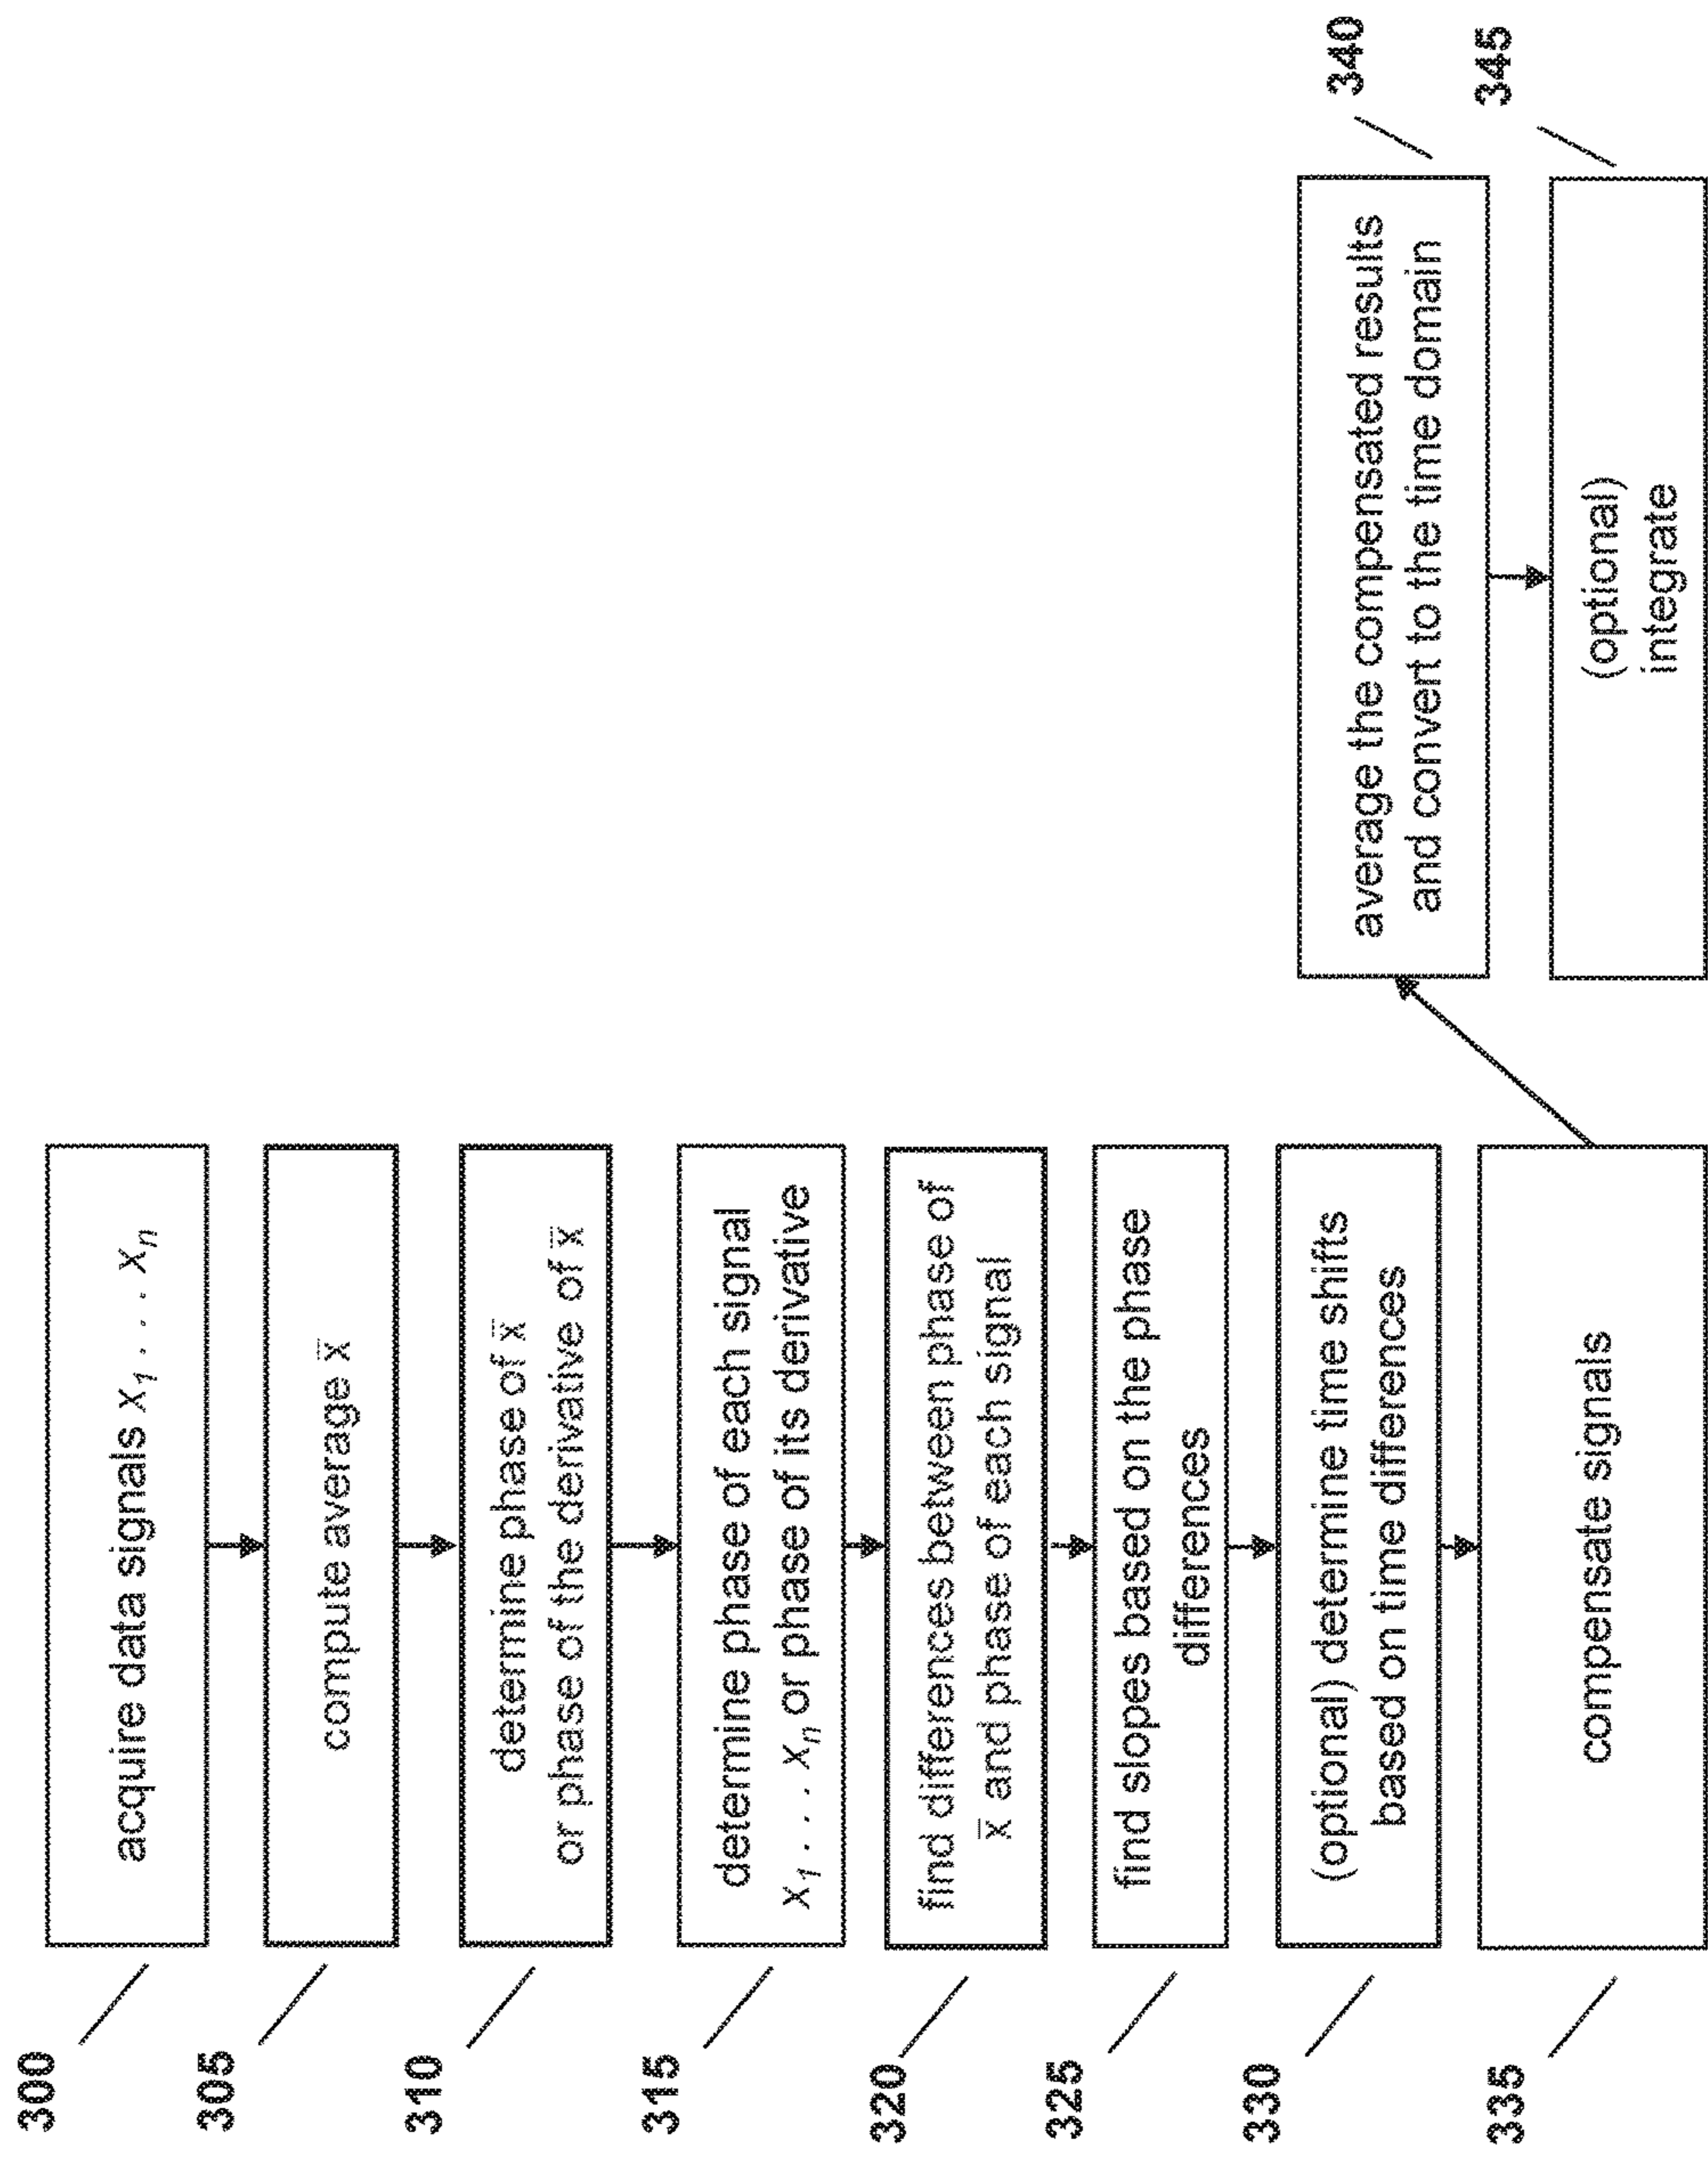 300
acquire data signals x1 . . . xn
305
compute average x̅
310
determine phase of x̅
or phase of the derivative of x̅
315
determine phase of each signal
x1 . . . xn or phase of its derivative
320
find differences between phase of
x̅ and phase of each signal
325
find slopes based on the phase
differences
330
(optional) determine time shifts
based on time differences
335
compensate signals
340
average the compensated results
and convert to the time domain
345
(optional)
integrate